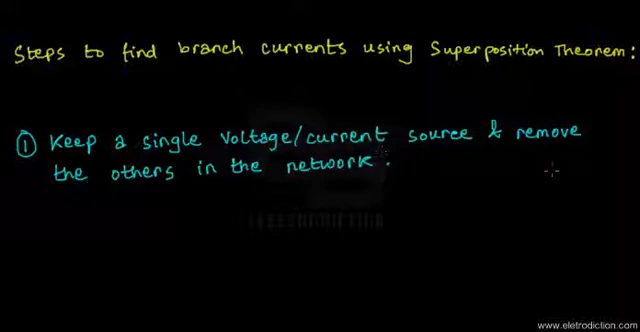 Steps to find branch currents using Superposition Theorem:
① Keep a single voltage/current source & remove
the others in the network.
www.eletrodiction.com